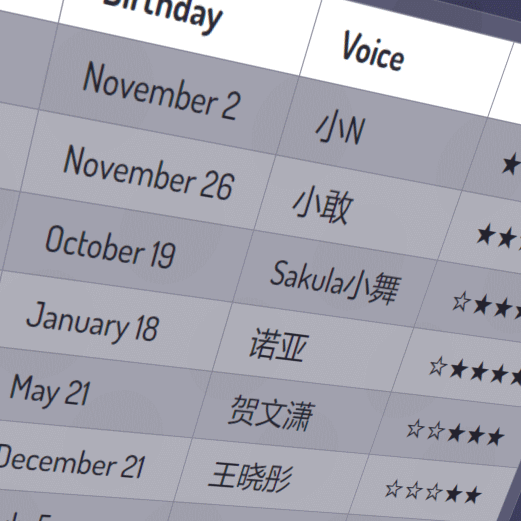 Birthday Voice
November 2 小N ★
November 26 小敢 ★★
October 19 Sakula小舞 ☆★★★
January 18 诺亚 ☆★★★★
May 21 贺文潇 ☆☆★★★
December 21 王晓彤 ☆☆☆★★